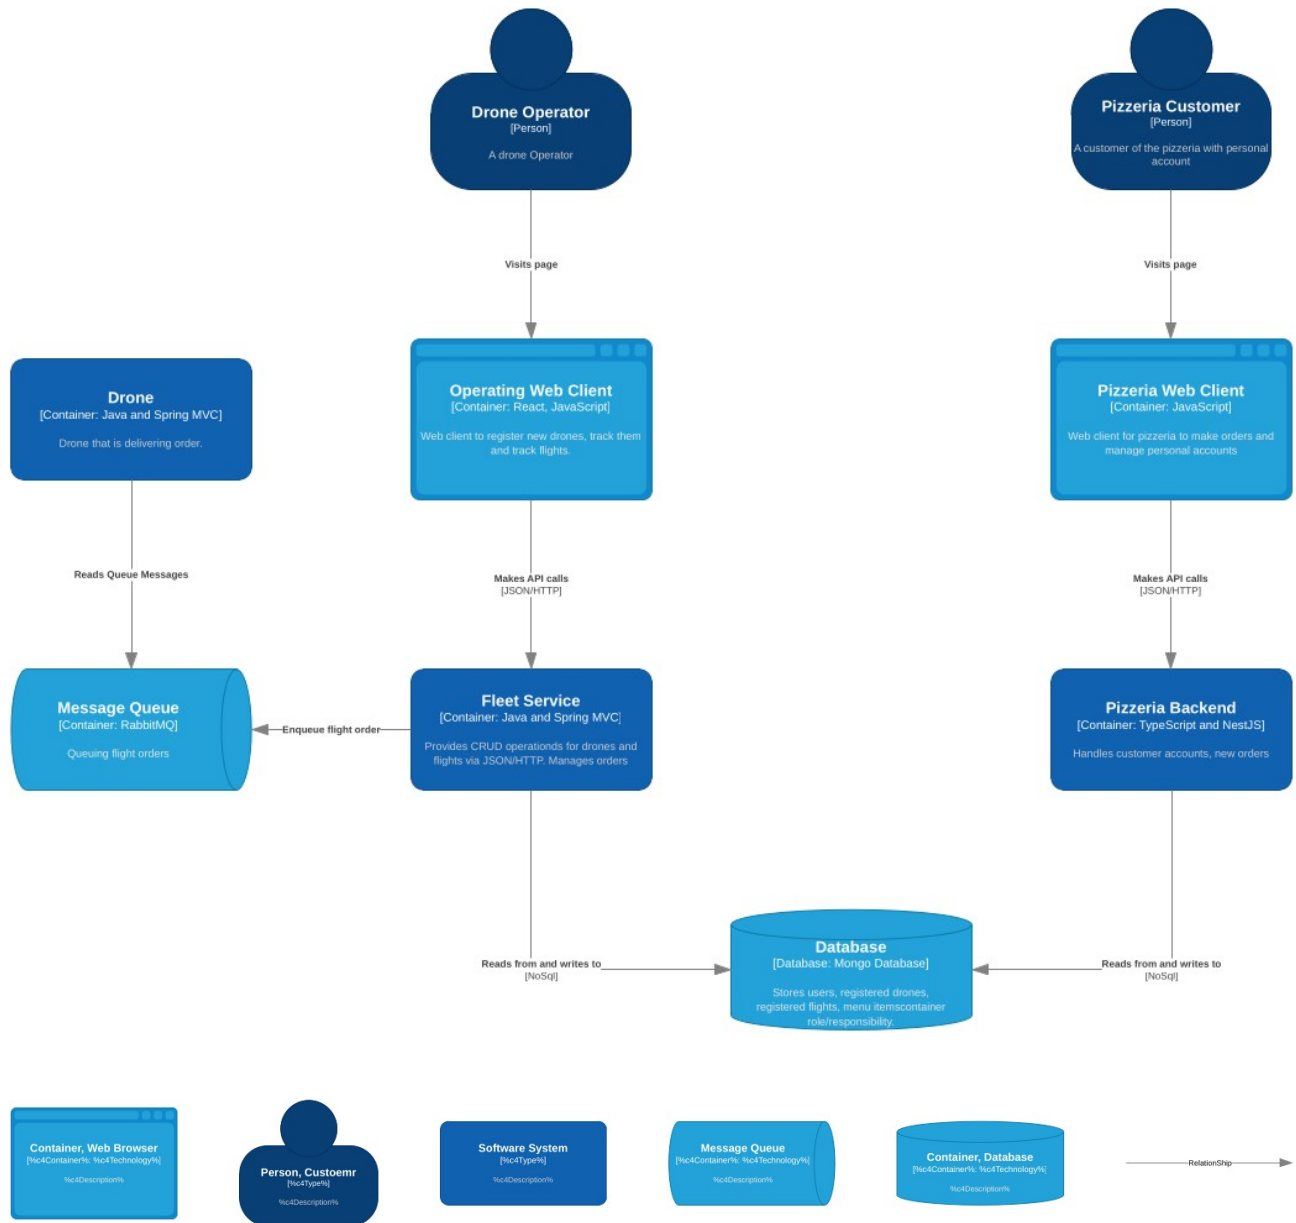 Drone Operator
[Person]
A drone Operator
Pizzeria Customer
[Person]
A customer of the pizzeria with personal
account
Visits page
Visits page
Drone
[Container: Java and Spring MVC]
Drone that is delivering order.
Operating Web Client
[Container: React, JavaScript]
Web client to register new drones, track them
and track flights.
Pizzeria Web Client
[Container: JavaScript]
Web client for pizzeria to make orders and
manage personal accounts
Reads Queue Messages
Makes API calls
[JSON/HTTP]
Makes API calls
[JSON/HTTP]
Message Queue
[Container: RabbitMQ]
Queuing flight orders
Enqueue flight order
Fleet Service
[Container: Java and Spring MVC]
Provides CRUD operationds for drones and
flights via JSON/HTTP. Manages orders
Pizzeria Backend
[Container: TypeScript and NestJS]
Handles customer accounts, new orders
Reads from and writes to
[NoSql]
Database
[Database: Mongo Database]
Stores users, registered drones,
registered flights, menu itemscontainer
role/responsibility.
Reads from and writes to
[NoSql]
Container, Web Browser
[%c4Container%: %c4Technology%]
%c4Description%
Person, Custoemr
[%c4Type%]
%c4Description%
Software System
[%c4Type%]
%c4Description%
Message Queue
[%c4Container%: %c4Technology%]
%c4Description%
Container, Database
[%c4Container%: %c4Technology%]
%c4Description%
RelationShip